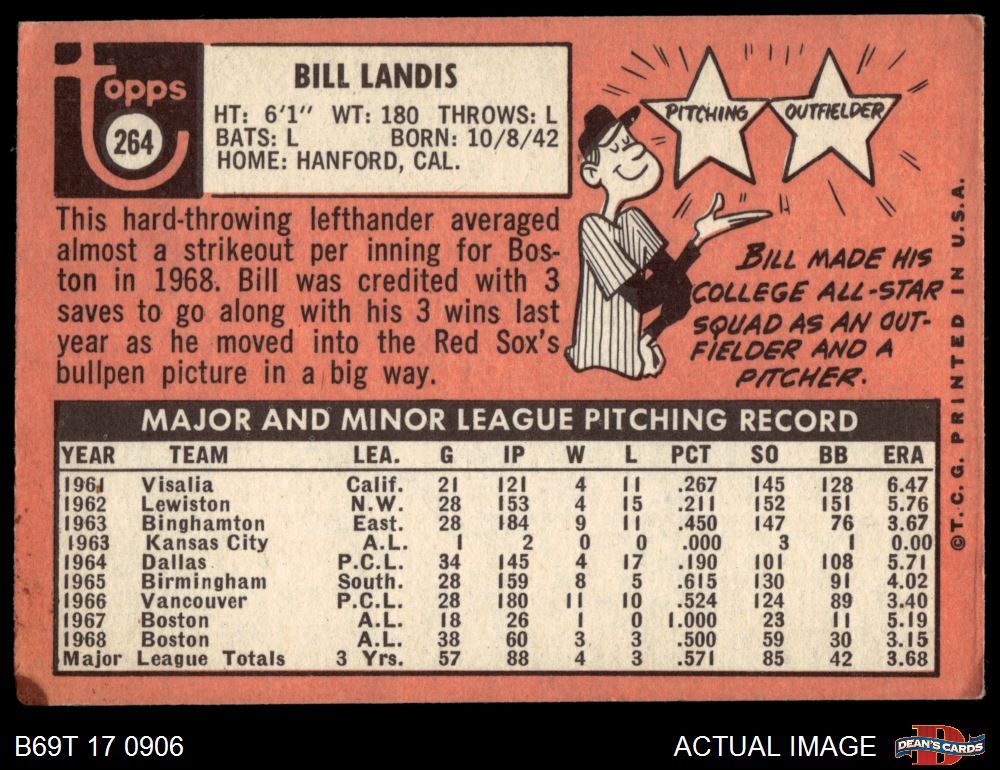 topps
264
BILL LANDIS
HT: 6'1" WT: 180 THROWS: L
BATS: L BORN: 10/8/42
HOME: HANFORD, CAL.
This hard-throwing lefthander averaged
almost a strikeout per inning for Bos-
ton in 1968. Bill was credited with 3
saves to go along with his 3 wins last
year as he moved into the Red Sox's
bullpen picture in a big way.
PITCHING
OUTFIELDER
BILL MADE HIS
COLLEGE ALL-STAR
SQUAD AS AN OUT-
FIELDER AND A
PITCHER.
MAJOR AND MINOR LEAGUE PITCHING RECORD
YEAR TEAM LEA. G IP W L PCT SO BB ERA
1961 Visalia Calif. 21 121 4 11 .267 145 128 6.47
1962 Lewiston N.W. 28 153 4 15 .211 152 151 5.76
1963 Binghamton East. 28 184 9 11 .450 147 76 3.67
1963 Kansas City A.L. 1 2 0 0 .000 3 1 0.00
1964 Dallas P.C.L. 34 145 4 17 .190 101 108 5.71
1965 Birmingham South. 28 159 8 5 .615 130 91 4.02
1966 Vancouver P.C.L. 28 180 11 10 .524 124 89 3.40
1967 Boston A.L. 18 26 1 0 1.000 23 11 5.19
1968 Boston A.L. 38 60 3 3 .500 59 30 3.15
Major League Totals 3 Yrs. 57 88 4 3 .571 85 42 3.68
©T.C.G. PRINTED IN U.S.A.
B69T 17 0906
ACTUAL IMAGE
D
DEAN'S CARDS